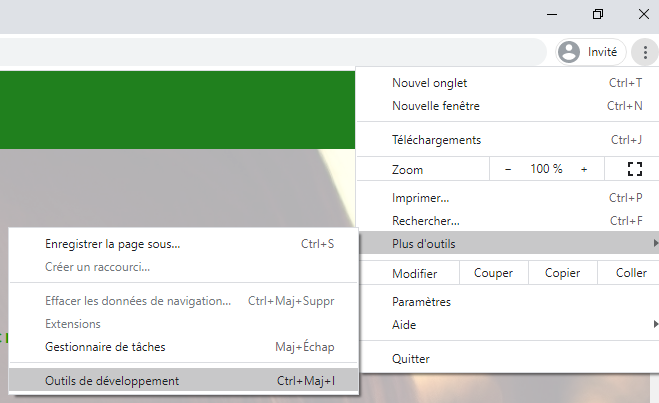 Invité
Nouvel onglet Ctrl+T
Nouvelle fenêtre Ctrl+N
Téléchargements Ctrl+J
Zoom − 100 % +
Imprimer... Ctrl+P
Rechercher... Ctrl+F
Plus d'outils
Modifier Couper Copier Coller
Paramètres
Aide
Quitter
Enregistrer la page sous... Ctrl+S
Créer un raccourci...
Effacer les données de navigation... Ctrl+Maj+Suppr
Extensions
Gestionnaire de tâches Maj+Échap
Outils de développement Ctrl+Maj+I